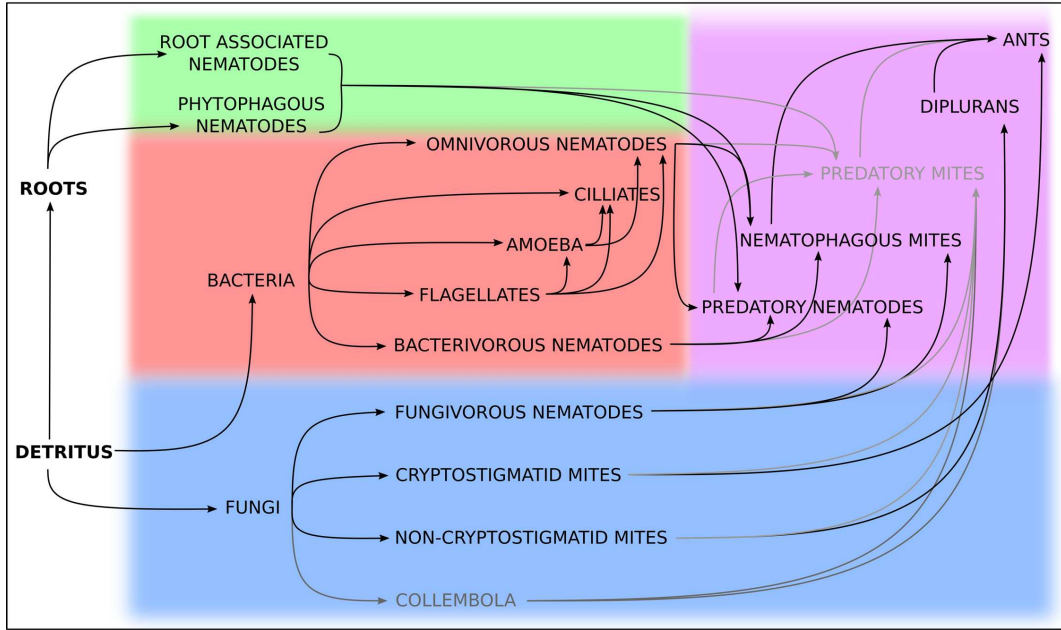 ROOT ASSOCIATED
NEMATODES
PHYTOPHAGOUS
NEMATODES
ROOTS
DETRITUS
BACTERIA
OMNIVOROUS NEMATODES
CILLIATES
AMOEBA
FLAGELLATES
BACTERIVOROUS NEMATODES
FUNGI
FUNGIVOROUS NEMATODES
CRYPTOSTIGMATID MITES
NON-CRYPTOSTIGMATID MITES
COLLEMBOLA
ANTS
DIPLURANS
PREDATORY MITES
NEMATOPHAGOUS MITES
PREDATORY NEMATODES